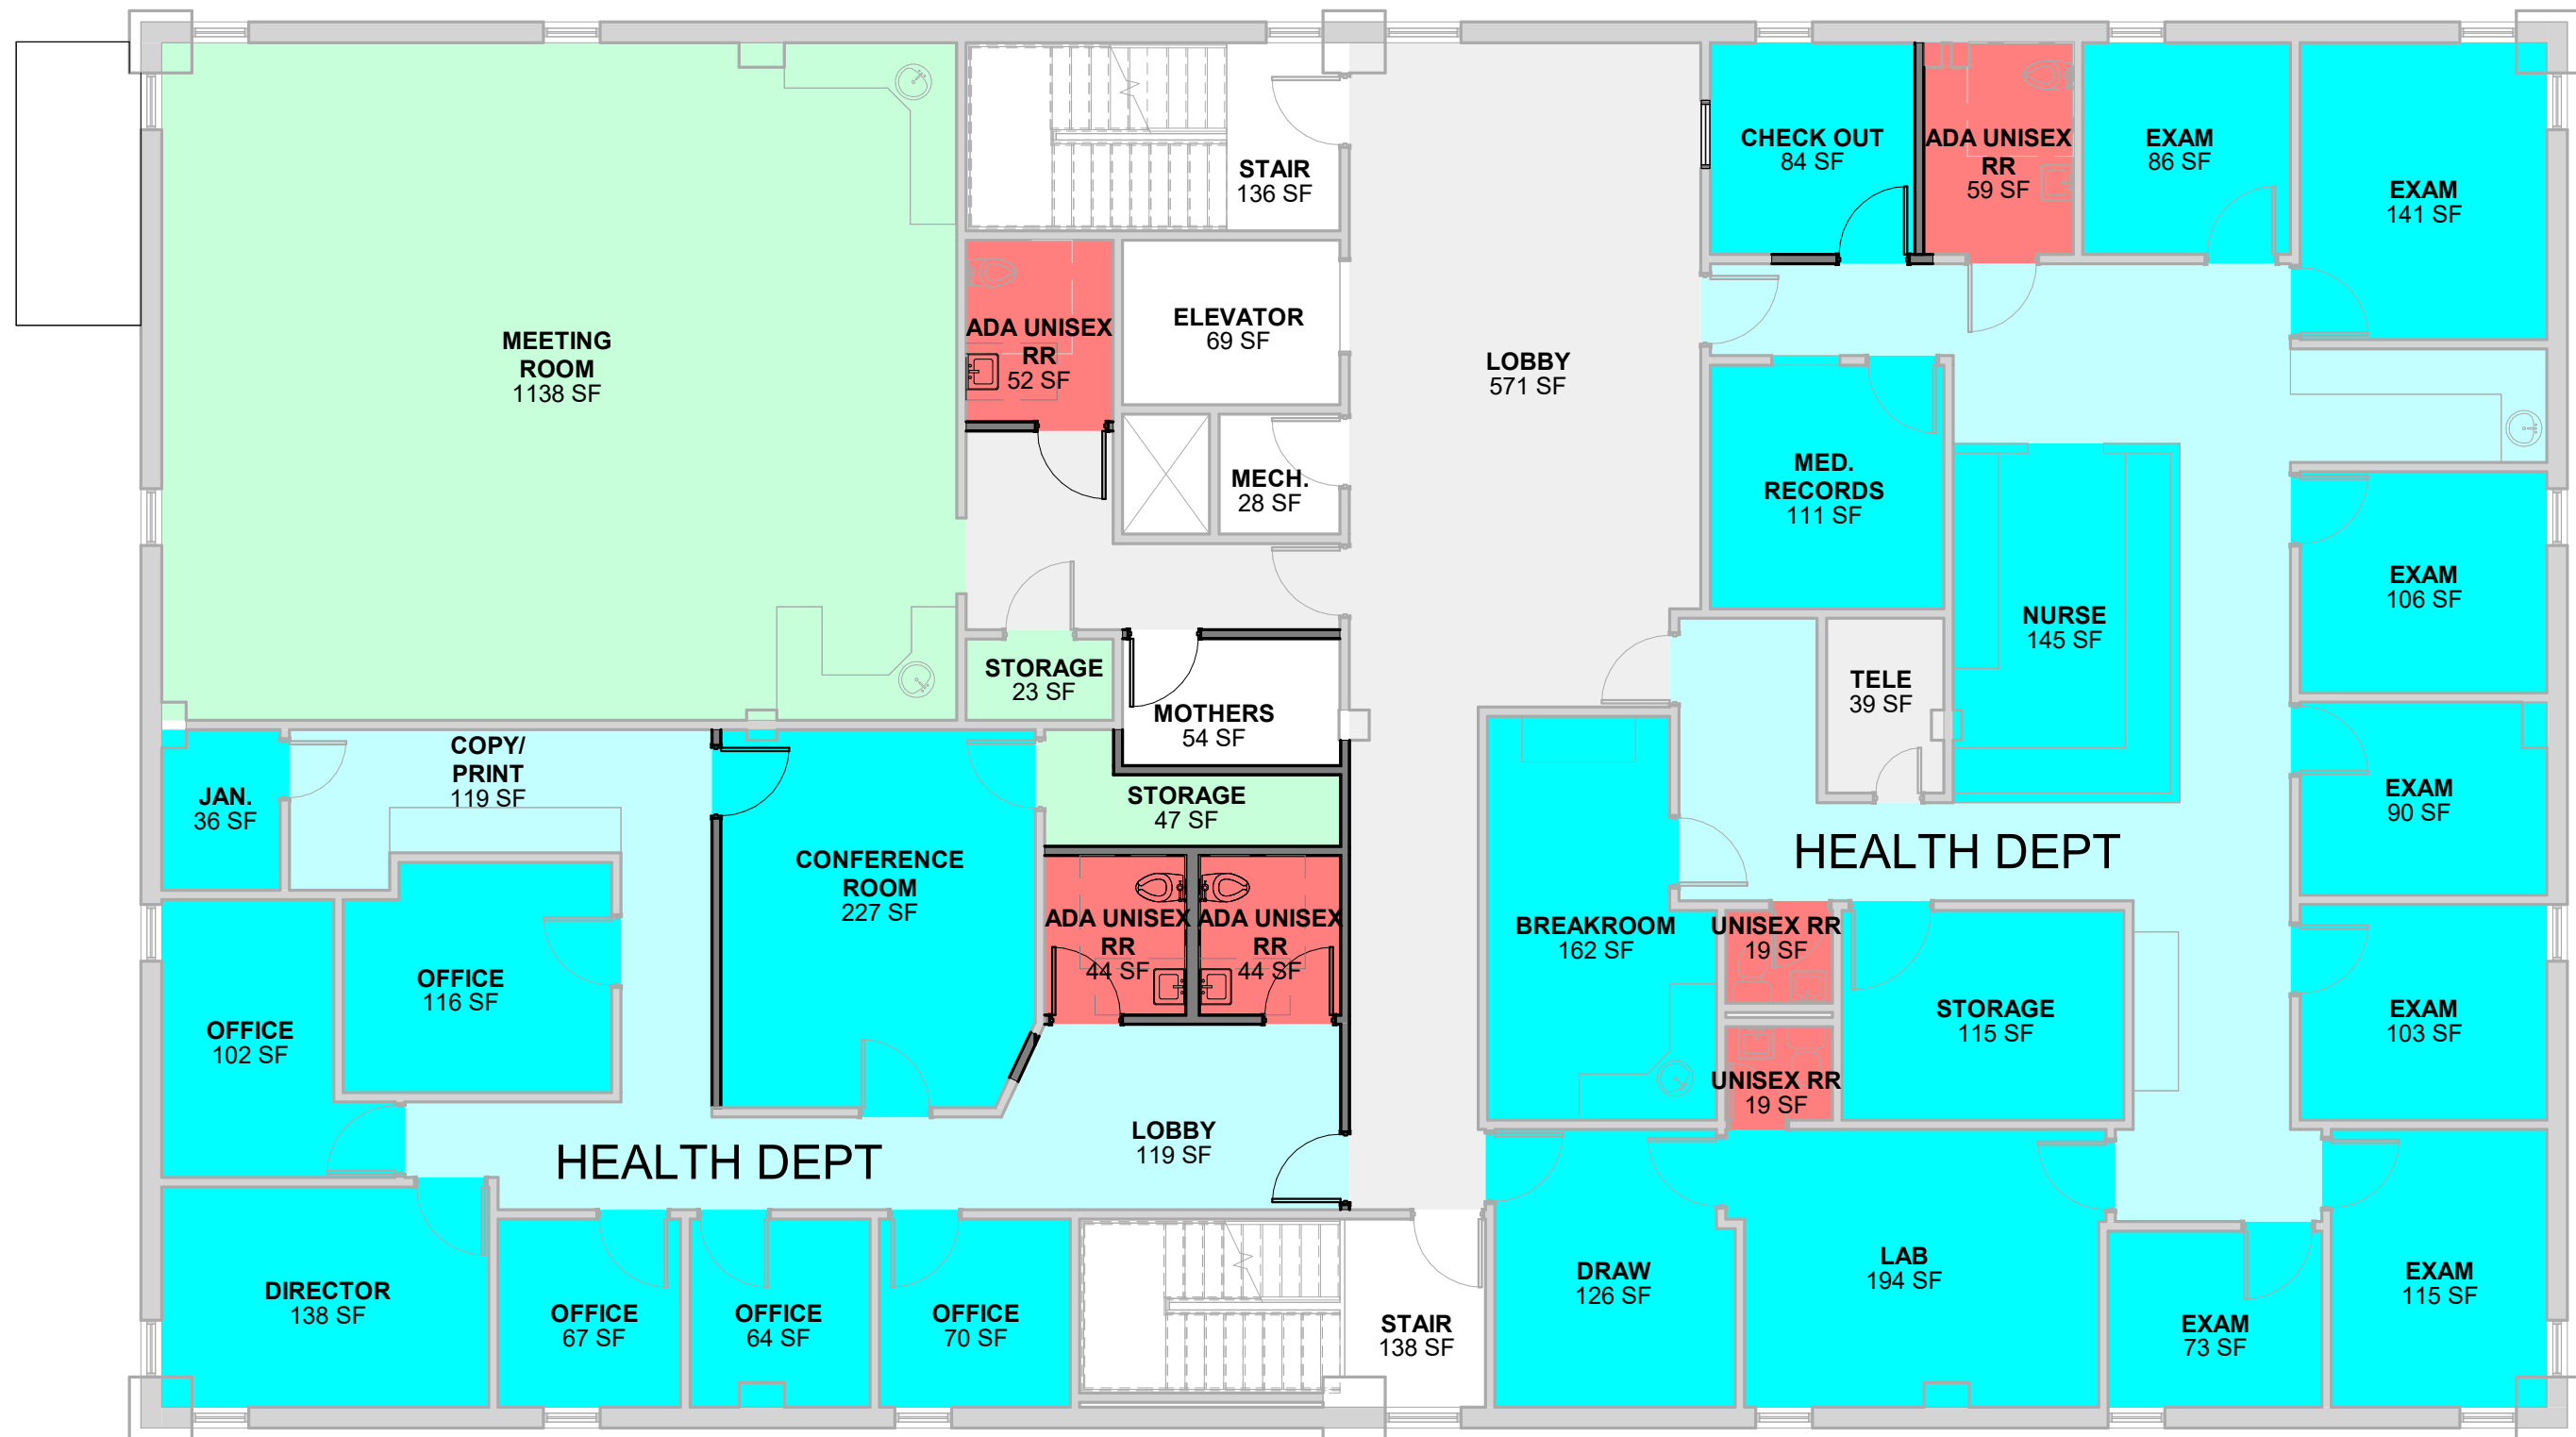 MEETING
ROOM
1138 SF
STAIR
136 SF
ADA UNISEX
RR
52 SF
ELEVATOR
69 SF
MECH.
28 SF
STORAGE
23 SF
MOTHERS
54 SF
LOBBY
571 SF
CHECK OUT
84 SF
ADA UNISEX
RR
59 SF
EXAM
86 SF
EXAM
141 SF
MED.
RECORDS
111 SF
NURSE
145 SF
TELE
39 SF
EXAM
106 SF
EXAM
90 SF
EXAM
103 SF
HEALTH DEPT
BREAKROOM
162 SF
UNISEX RR
19 SF
UNISEX RR
19 SF
STORAGE
115 SF
JAN.
36 SF
COPY/
PRINT
119 SF
CONFERENCE
ROOM
227 SF
STORAGE
47 SF
ADA UNISEX
RR
44 SF
ADA UNISEX
RR
44 SF
OFFICE
102 SF
OFFICE
116 SF
HEALTH DEPT
LOBBY
119 SF
DIRECTOR
138 SF
OFFICE
67 SF
OFFICE
64 SF
OFFICE
70 SF
STAIR
138 SF
DRAW
126 SF
LAB
194 SF
EXAM
73 SF
EXAM
115 SF